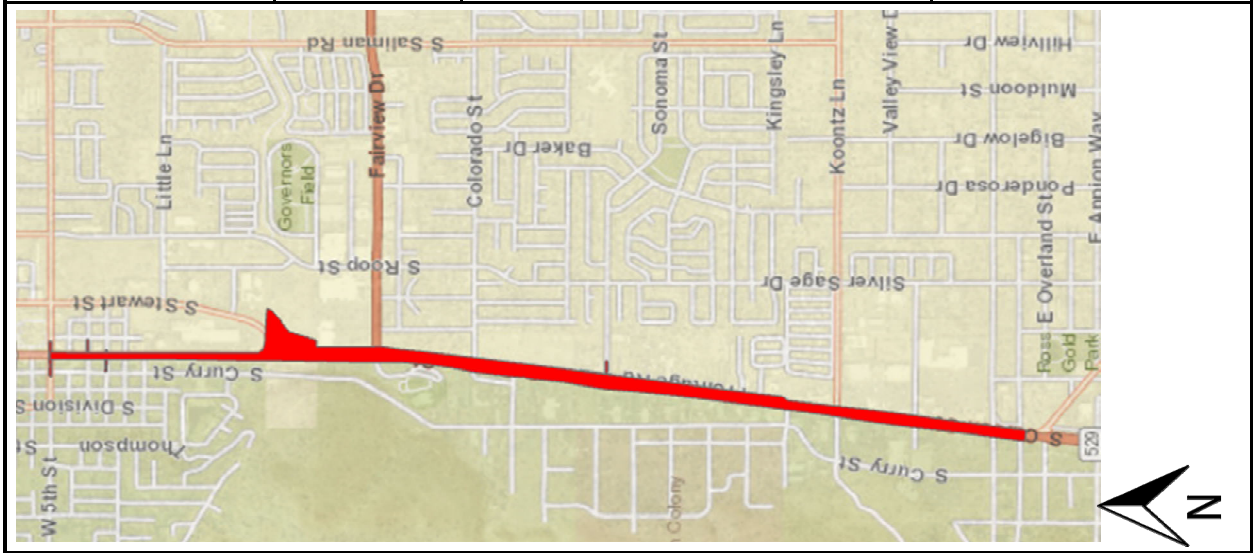 S Saliman Rd
Hillview Dr
Muldoon St
Bigelow Dr
Ponderosa Dr
Sonoma St
Kingsley Ln
Valley View D
Fairview Dr
Koontz Ln
Colorado St
Baker Dr
Little Ln
Governors
Field
E Appion Way
S Roop St
Silver Sage Dr
E Overland St
S Stewart St
Ross
Gold
Park
S Curry St
S Division S
Thompson St
W 5th St
S Curry St
Colony
529
N